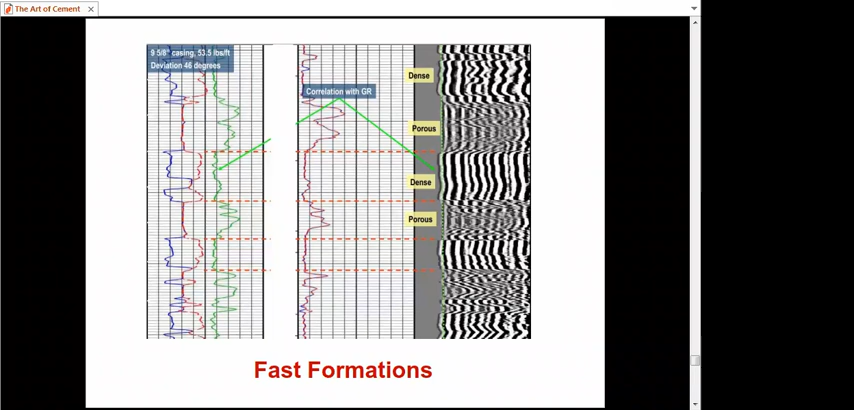 The Art of Cement
9 5/8" casing, 53.5 lbs/ft
Deviation 46 degrees
Correlation with GR
Dense
Porous
Dense
Porous
Fast Formations